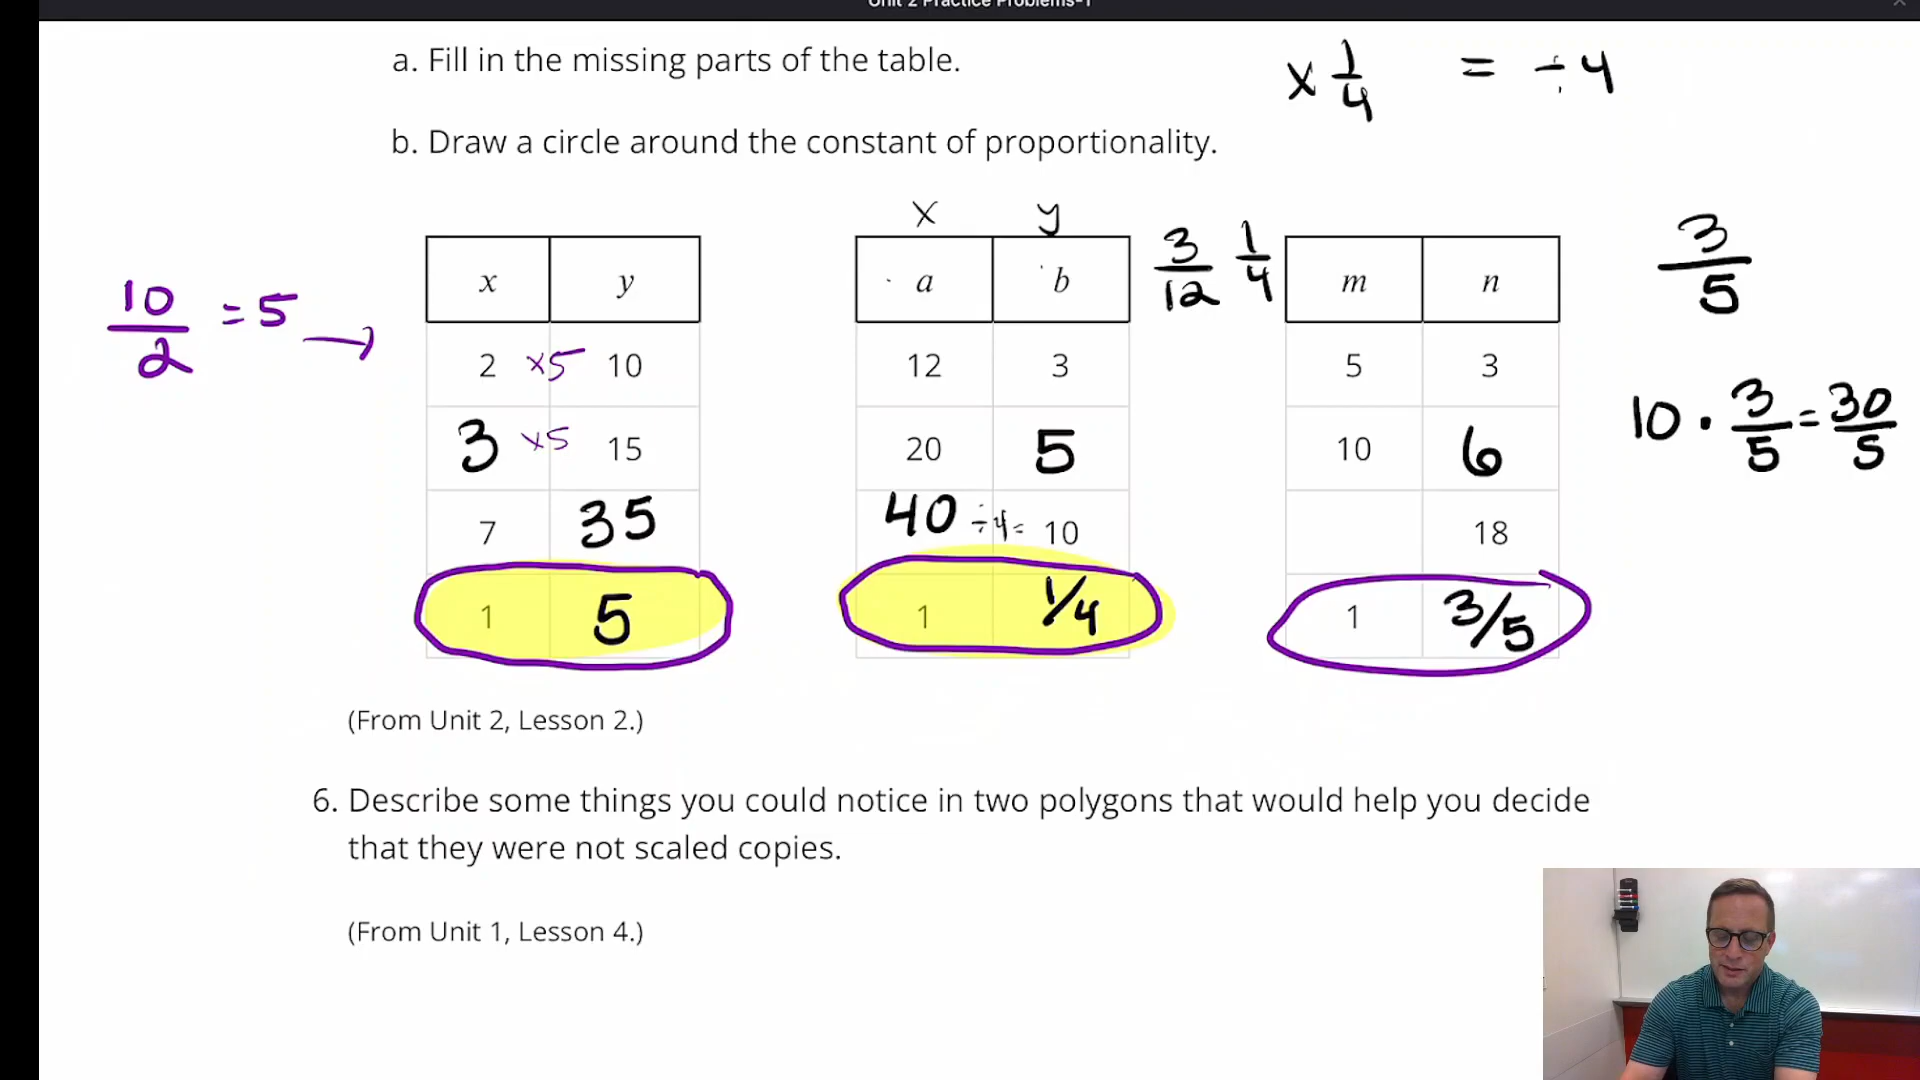 Unit 2 Practice Problems-1
a. Fill in the missing parts of the table.
x 1/4 = ÷4
b. Draw a circle around the constant of proportionality.
10/2 = 5 →
x y
2 x5 10
3 x5 15
7 35
1 5
x y
a b
12 3
20 5
40 ÷4= 10
1 1/4
3/12 1/4
m n
5 3
10 6
18
1 3/5
3/5
10 · 3/5 = 30/5
(From Unit 2, Lesson 2.)
6. Describe some things you could notice in two polygons that would help you decide
that they were not scaled copies.
(From Unit 1, Lesson 4.)